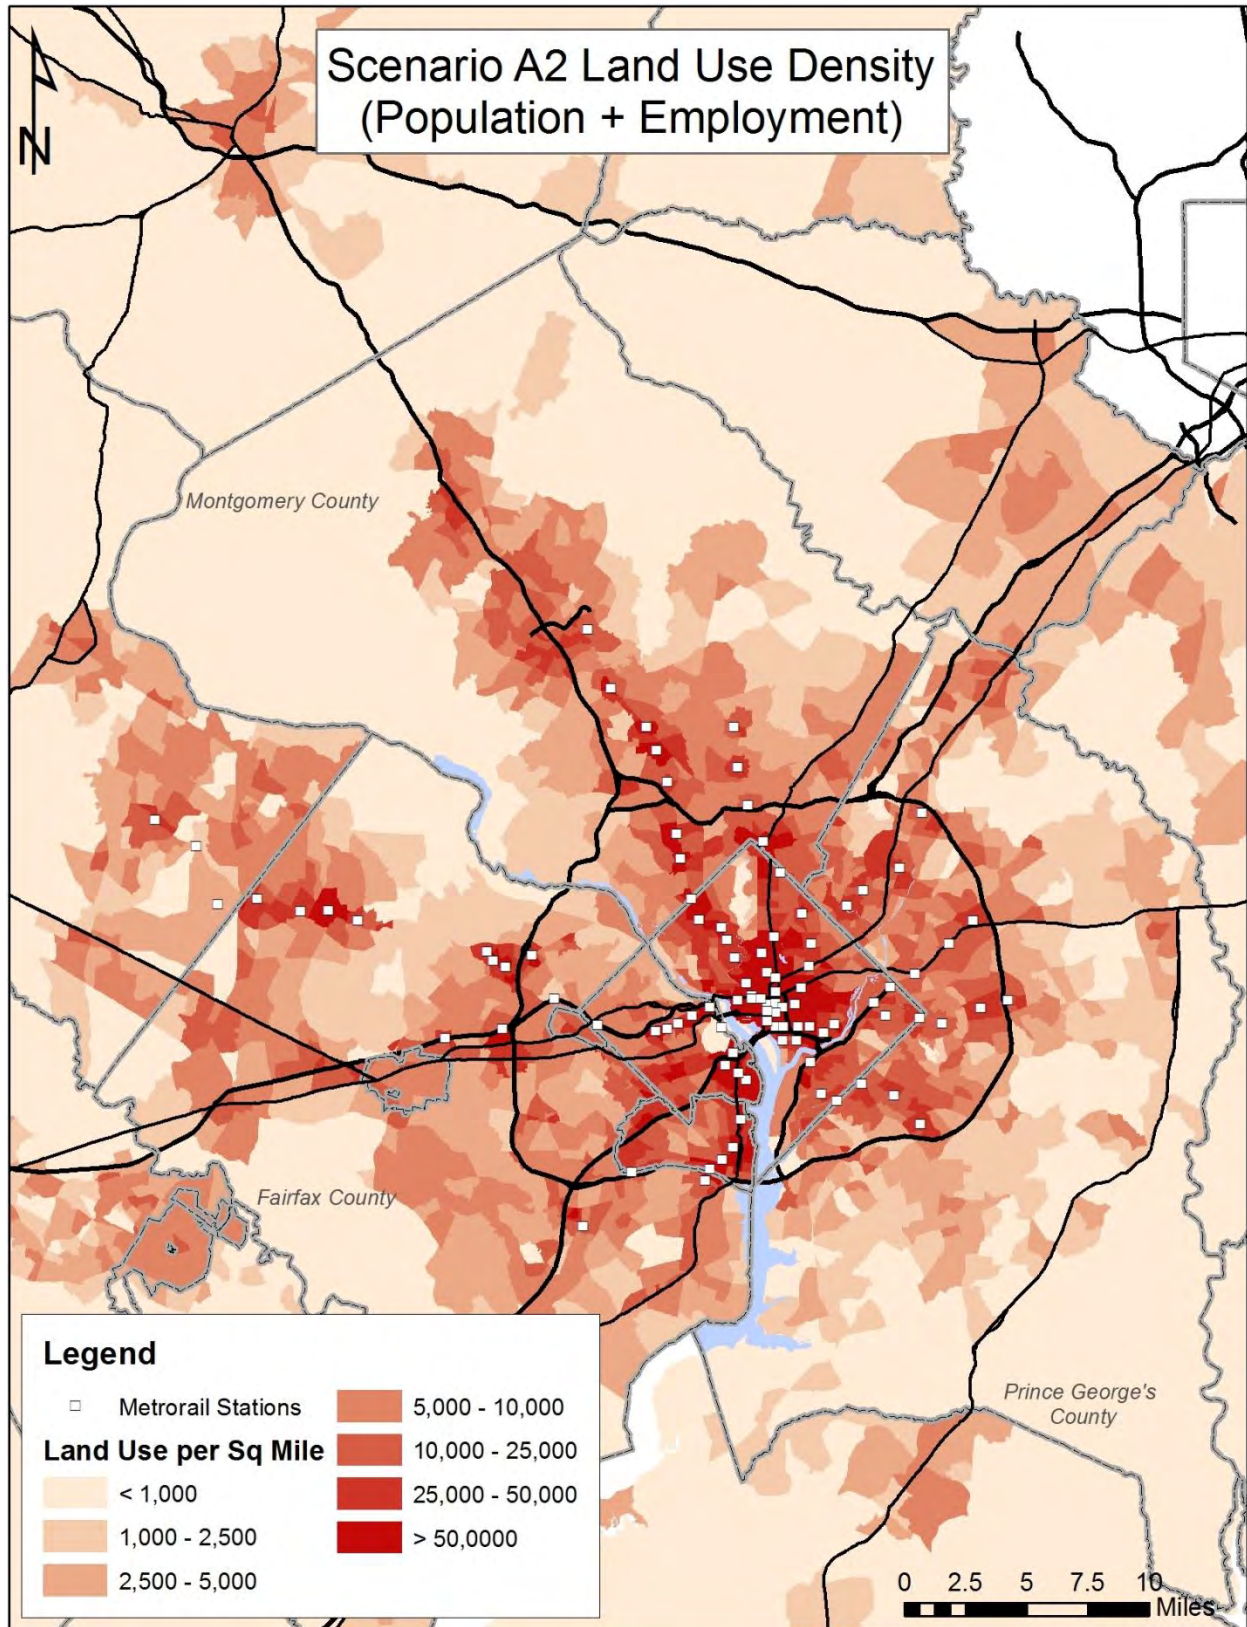 Scenario A2 Land Use Density
(Population + Employment)
N
Montgomery County
Fairfax County
Prince George's
County
Legend
Metrorail Stations
Land Use per Sq Mile
< 1,000
1,000 - 2,500
2,500 - 5,000
5,000 - 10,000
10,000 - 25,000
25,000 - 50,000
> 50,0000
0 2.5 5 7.5 10
Miles